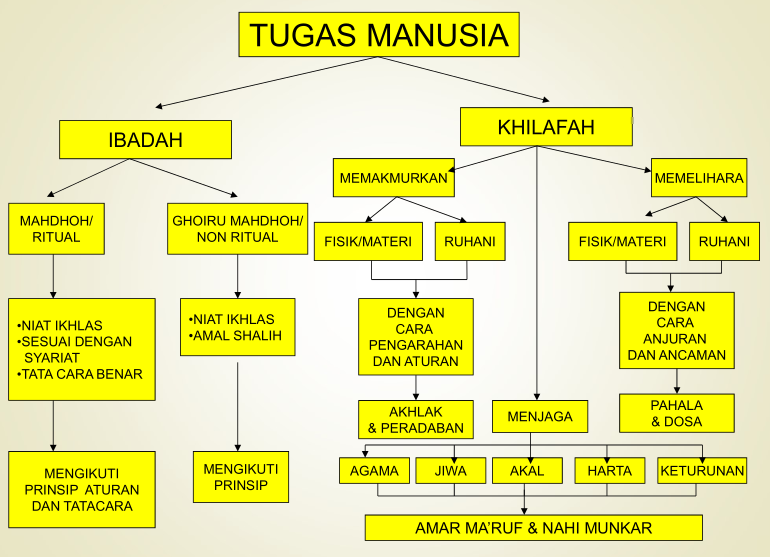 TUGAS MANUSIA
IBADAH
KHILAFAH
MEMAKMURKAN
MEMELIHARA
MAHDHOH/
RITUAL
GHOIRU MAHDHOH/
NON RITUAL
FISIK/MATERI
RUHANI
FISIK/MATERI
RUHANI
•NIAT IKHLAS
•SESUAI DENGAN
SYARIAT
•TATA CARA BENAR
•NIAT IKHLAS
•AMAL SHALIH
DENGAN
CARA
PENGARAHAN
DAN ATURAN
DENGAN
CARA
ANJURAN
DAN ANCAMAN
AKHLAK
& PERADABAN
MENJAGA
PAHALA
& DOSA
MENGIKUTI
PRINSIP ATURAN
DAN TATACARA
MENGIKUTI
PRINSIP
AGAMA
JIWA
AKAL
HARTA
KETURUNAN
AMAR MA'RUF & NAHI MUNKAR